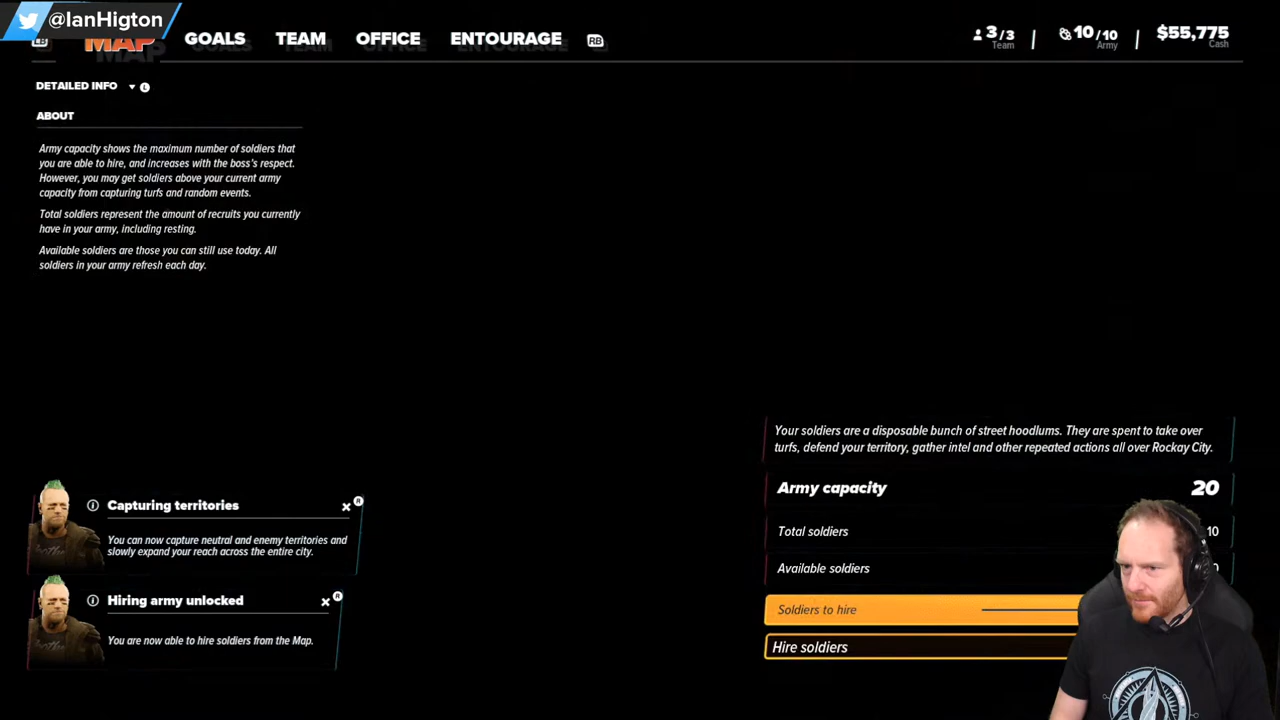 @IanHigton
LB
MAP
GOALS
TEAM
OFFICE
ENTOURAGE
RB
3/3
Team
10/10
Army
$55,775
Cash
DETAILED INFO
L
ABOUT
Army capacity shows the maximum number of soldiers that
you are able to hire, and increases with the boss's respect.
However, you may get soldiers above your current army
capacity from capturing turfs and random events.
Total soldiers represent the amount of recruits you currently
have in your army, including resting.
Available soldiers are those you can still use today. All
soldiers in your army refresh each day.
Your soldiers are a disposable bunch of street hoodlums. They are spent to take over
turfs, defend your territory, gather intel and other repeated actions all over Rockay City.
Army capacity 20
Total soldiers 10
Available soldiers
Soldiers to hire
Hire soldiers
Capturing territories
R
You can now capture neutral and enemy territories and
slowly expand your reach across the entire city.
Hiring army unlocked
R
You are now able to hire soldiers from the Map.